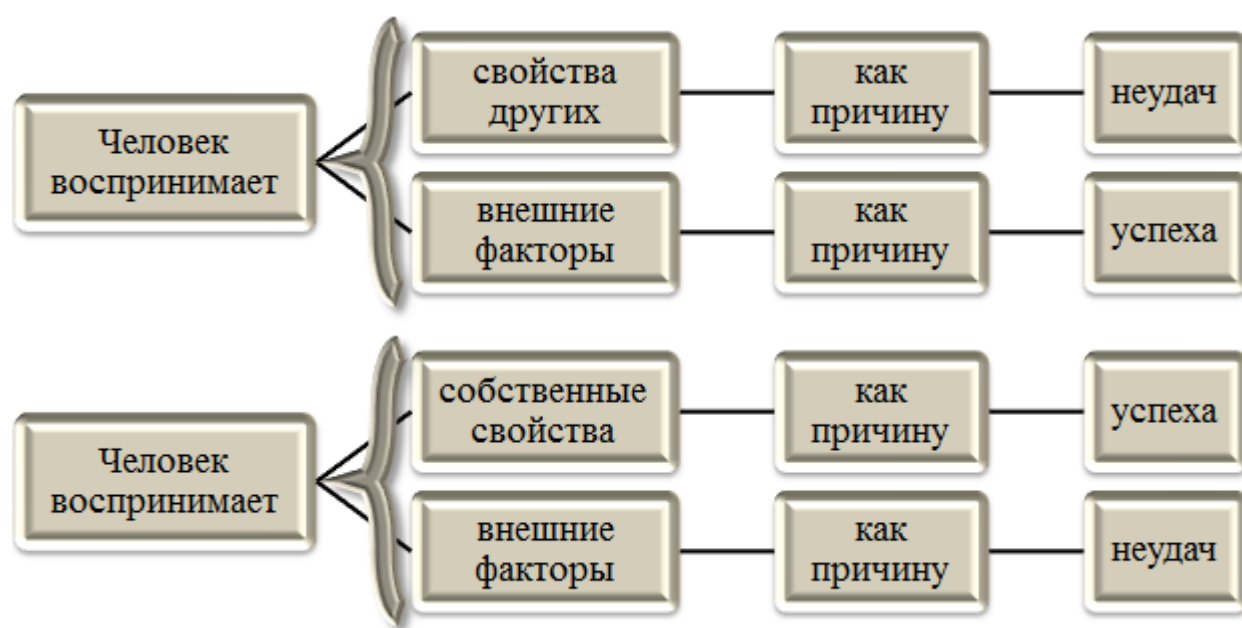 Человек
воспринимает
свойства
других
как
причину
неудач
внешние
факторы
как
причину
успеха
Человек
воспринимает
собственные
свойства
как
причину
успеха
внешние
факторы
как
причину
неудач